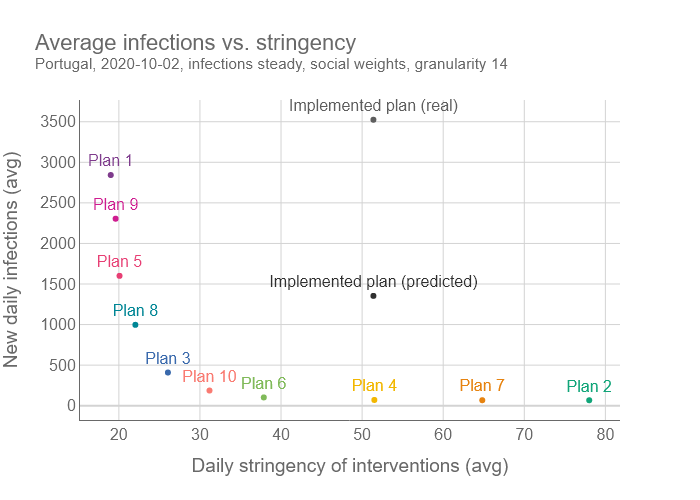 Average infections vs. stringency
Portugal, 2020-10-02, infections steady, social weights, granularity 14
New daily infections (avg)
3500
3000
2500
2000
1500
1000
500
0
Implemented plan (real)
Plan 1
Plan 9
Plan 5
Implemented plan (predicted)
Plan 8
Plan 3
Plan 10
Plan 6
Plan 4
Plan 7
Plan 2
20 30 40 50 60 70 80
Daily stringency of interventions (avg)